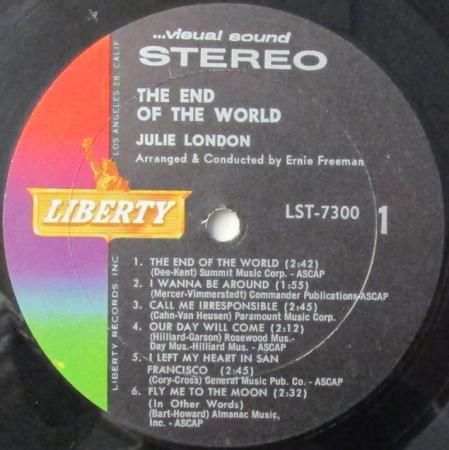 ...visual sound
STEREO
THE END
OF THE WORLD
JULIE LONDON
Arranged & Conducted by Ernie Freeman
LIBERTY
LST-7300 1
1. THE END OF THE WORLD (2:42)
(Dee-Kent) Summit Music Corp. - ASCAP
2. I WANNA BE AROUND (1:55)
(Mercer-Vimmerstedt) Commander Publications-ASCAP
3. CALL ME IRRESPONSIBLE (2:45)
(Cahn-Van Heusen) Paramount Music Corp.
4. OUR DAY WILL COME (2:12)
(Hilliard-Garson) Rosewood Mus.-
Day Mus.-Hilliard Mus. - ASCAP
5. I LEFT MY HEART IN SAN
FRANCISCO (2:45)
(Cory-Cross) General Music Pub. Co. - ASCAP
6. FLY ME TO THE MOON (2:32)
(In Other Words)
(Bart-Howard) Almanac Music,
Inc. - ASCAP
LIBERTY RECORDS, INC.
LOS ANGELES 28, CALIF